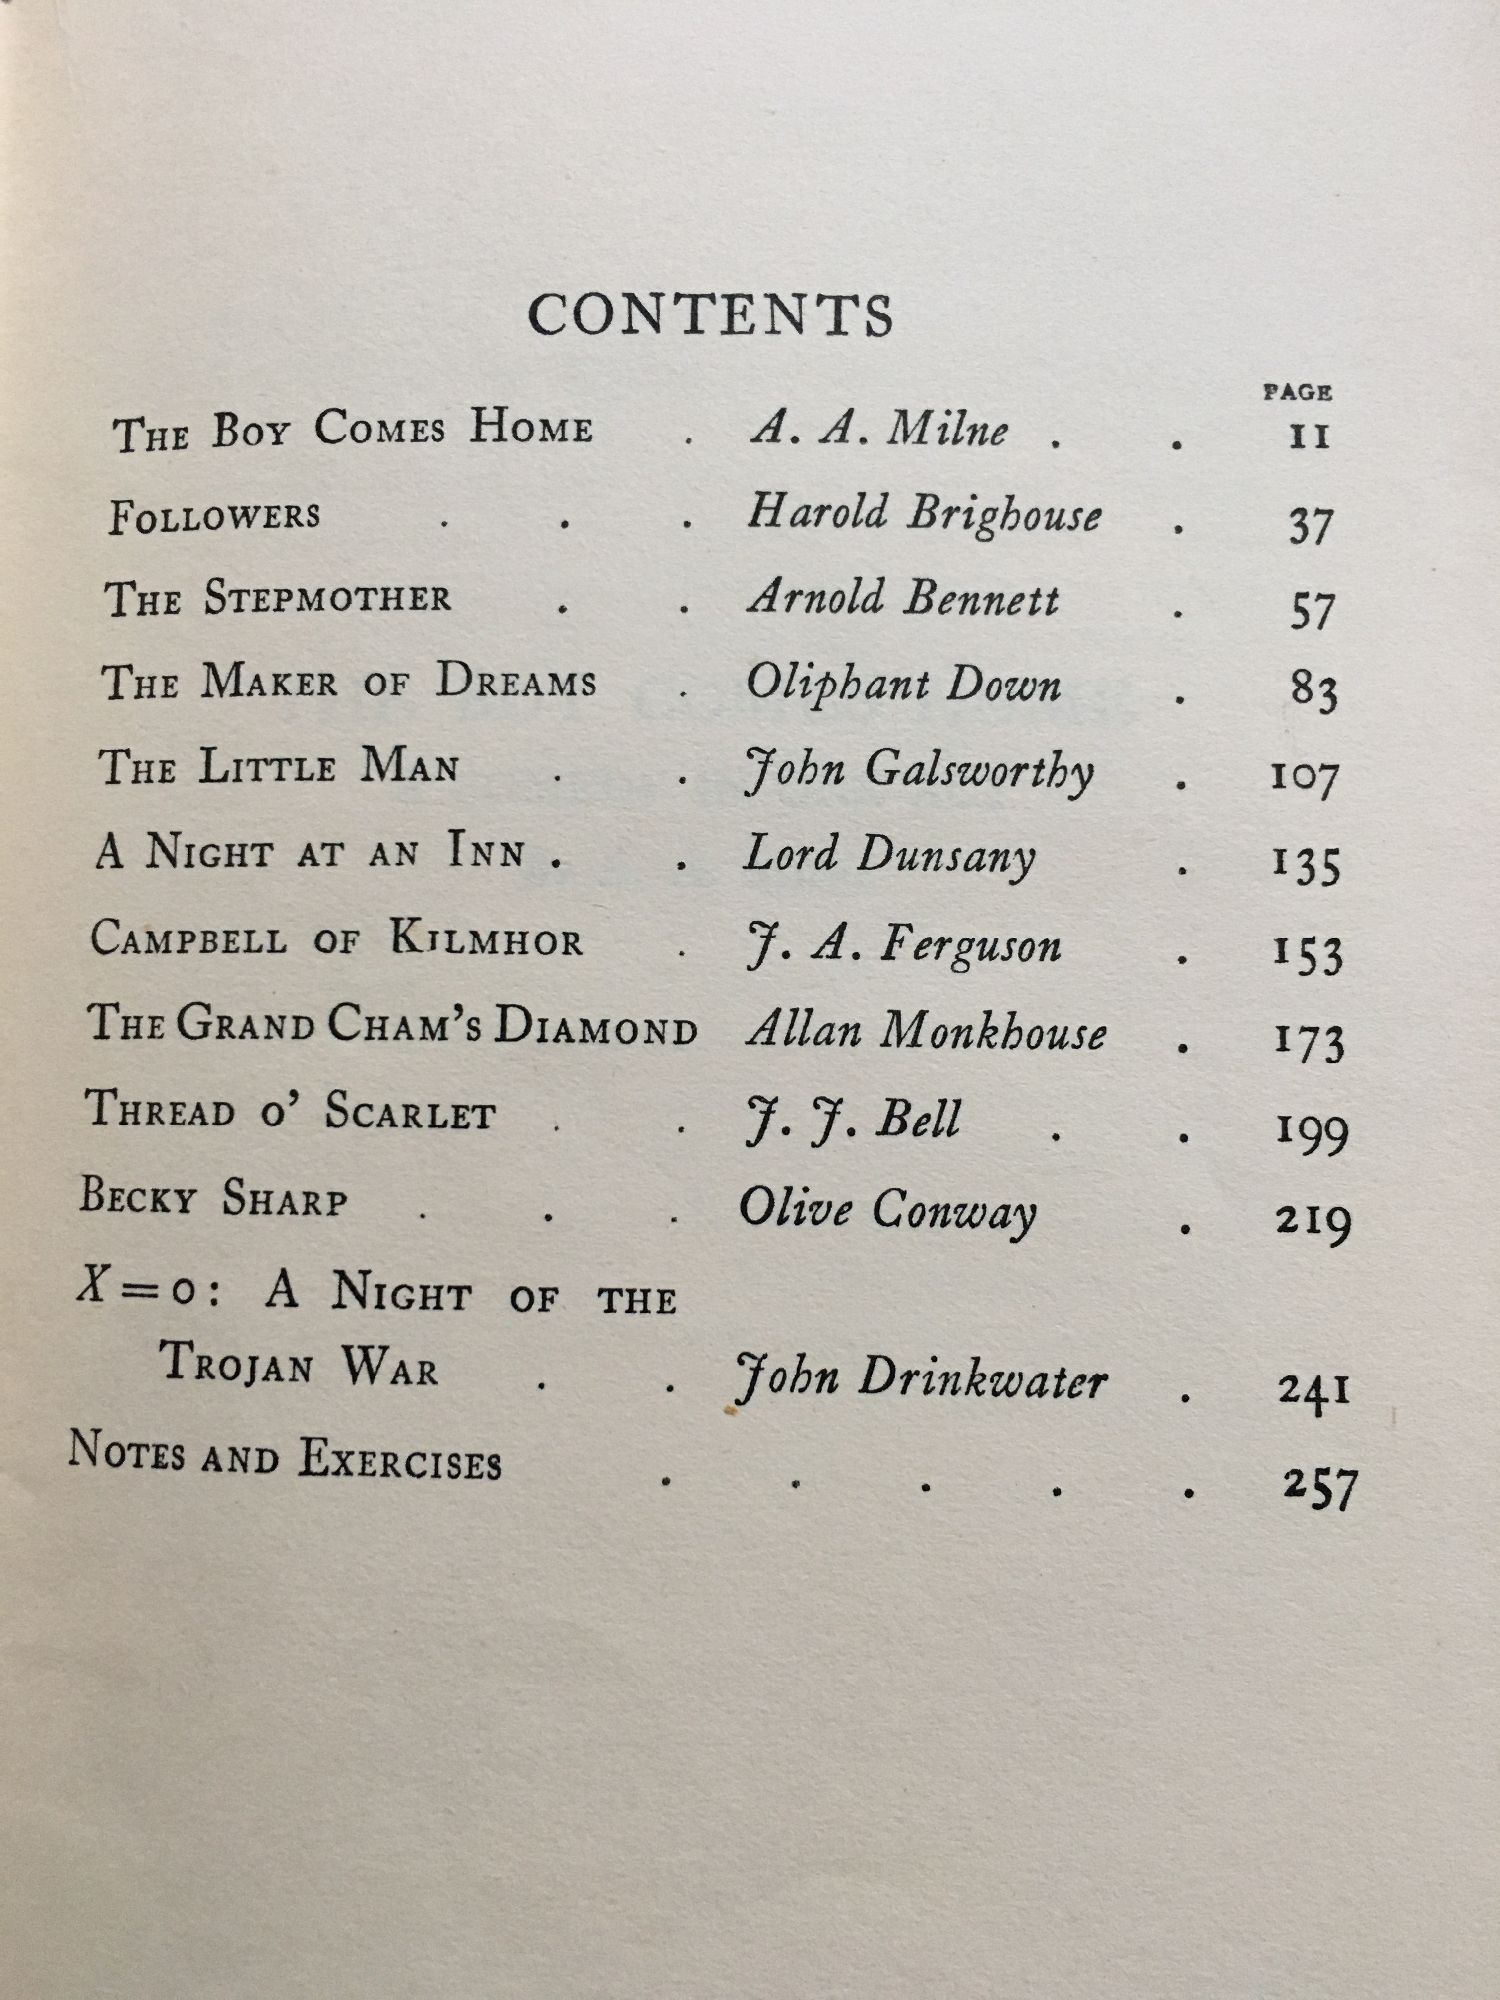 CONTENTS
PAGE
The Boy Comes Home . A. A. Milne . . 11
Followers . . . Harold Brighouse . 37
The Stepmother . . Arnold Bennett . 57
The Maker of Dreams . Oliphant Down . 83
The Little Man . . John Galsworthy . 107
A Night at an Inn . . Lord Dunsany . 135
Campbell of Kilmhor . J. A. Ferguson . 153
The Grand Cham's Diamond Allan Monkhouse . 173
Thread o' Scarlet . . J. J. Bell . . 199
Becky Sharp . . . Olive Conway . 219
X=0: A Night of the
Trojan War . . John Drinkwater . 241
Notes and Exercises . . . . . 257